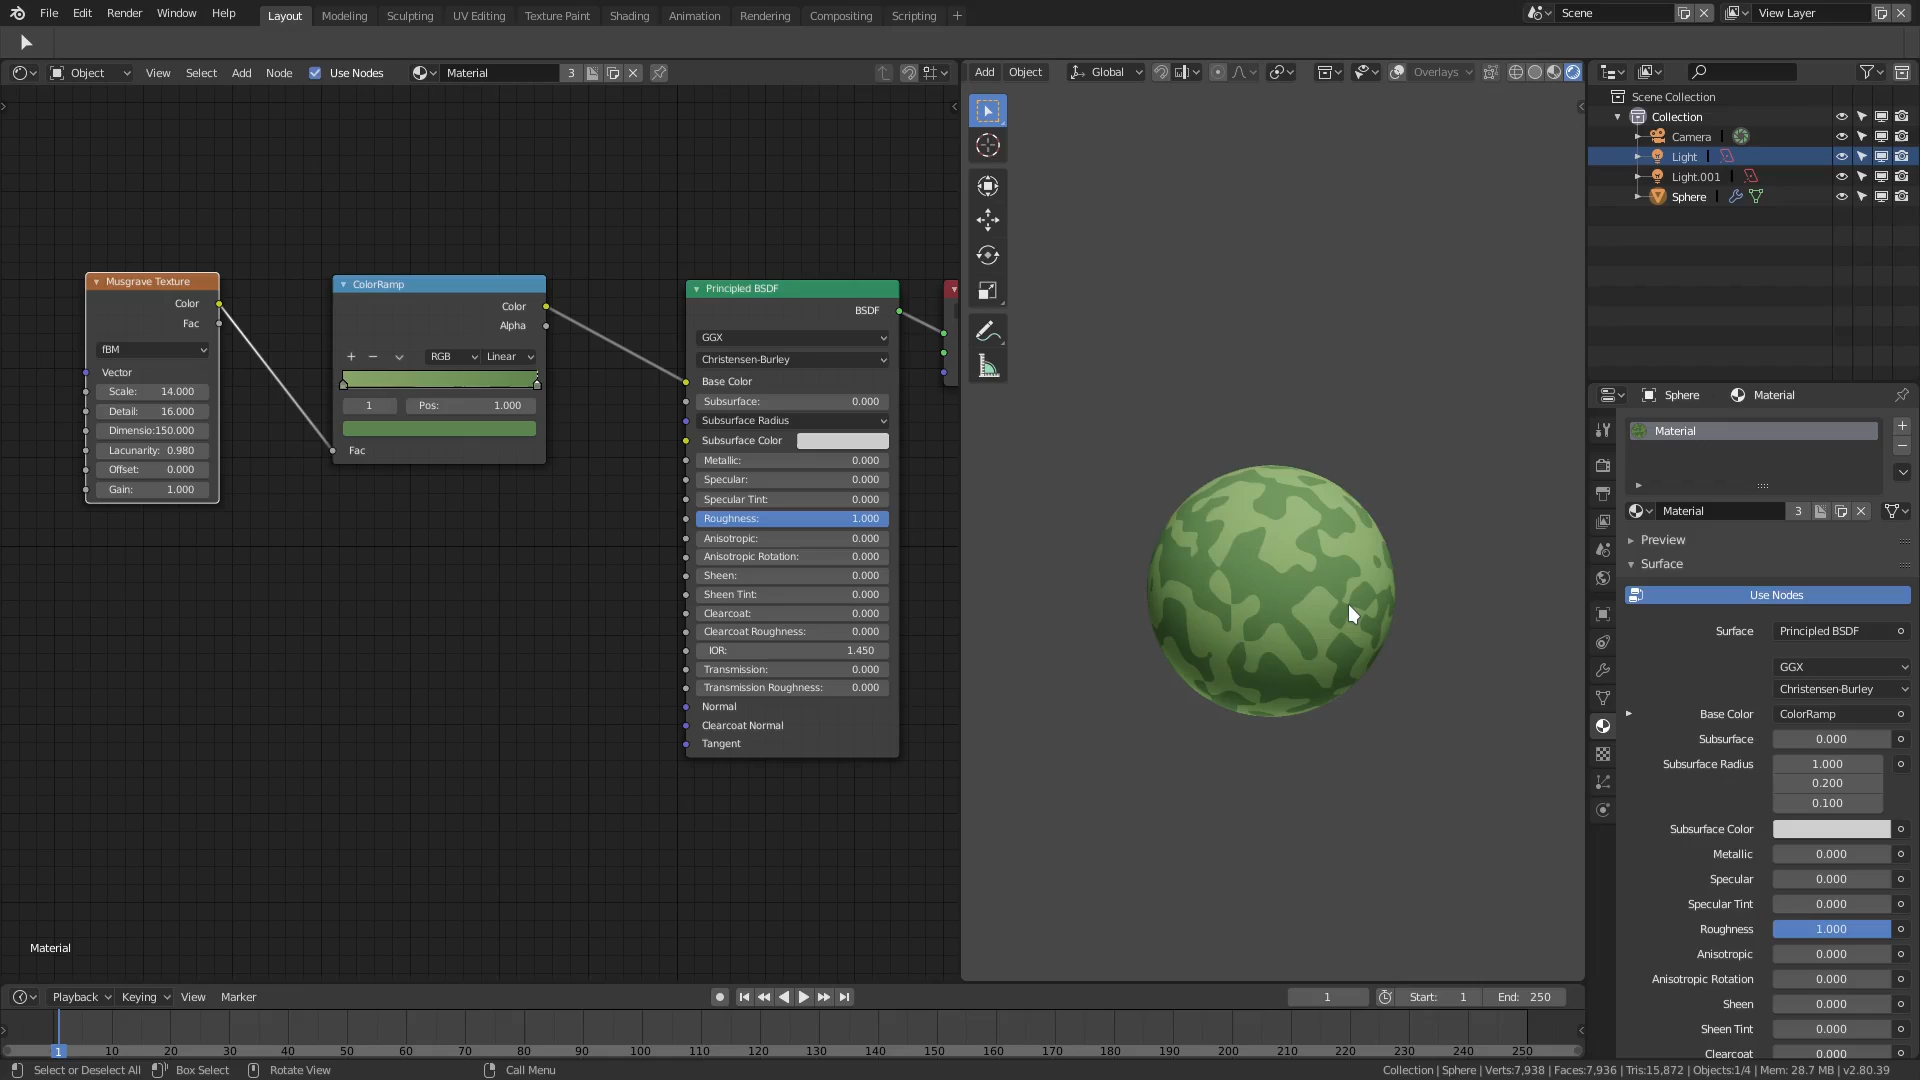 File Edit Render Window Help Layout Modeling Sculpting UV Editing Texture Paint Shading Animation Rendering Compositing Scripting + Scene View Layer
Object View Select Add Node Use Nodes Material 3
Add Object Global Overlays
Scene Collection
Collection
Camera
Light
Light.001
Sphere
Musgrave Texture
Color
Fac
fBM
Vector
Scale: 14.000
Detail: 16.000
Dimensio:150.000
Lacunarity: 0.980
Offset: 0.000
Gain: 1.000
ColorRamp
Color
Alpha
+ − RGB Linear
1 Pos: 1.000
Fac
Principled BSDF
BSDF
GGX
Christensen-Burley
Base Color
Subsurface: 0.000
Subsurface Radius
Subsurface Color
Metallic: 0.000
Specular: 0.000
Specular Tint: 0.000
Roughness: 1.000
Anisotropic: 0.000
Anisotropic Rotation: 0.000
Sheen: 0.000
Sheen Tint: 0.000
Clearcoat: 0.000
Clearcoat Roughness: 0.000
IOR: 1.450
Transmission: 0.000
Transmission Roughness: 0.000
Normal
Clearcoat Normal
Tangent
Material
Sphere Material
Material
Material 3
Preview
Surface
Use Nodes
Surface Principled BSDF
GGX
Christensen-Burley
Base Color ColorRamp
Subsurface 0.000
Subsurface Radius 1.000
0.200
0.100
Subsurface Color
Metallic 0.000
Specular 0.000
Specular Tint 0.000
Roughness 1.000
Anisotropic 0.000
Anisotropic Rotation 0.000
Sheen 0.000
Sheen Tint 0.000
Clearcoat 0.000
Playback Keying View Marker 1 Start: 1 End: 250
1 10 20 30 40 50 60 70 80 90 100 110 120 130 140 150 160 170 180 190 200 210 220 230 240 250
Select or Deselect All Box Select Rotate View Call Menu Collection | Sphere | Verts:7,938 | Faces:7,936 | Tris:15,872 | Objects:1/4 | Mem: 28.7 MB | v2.80.39